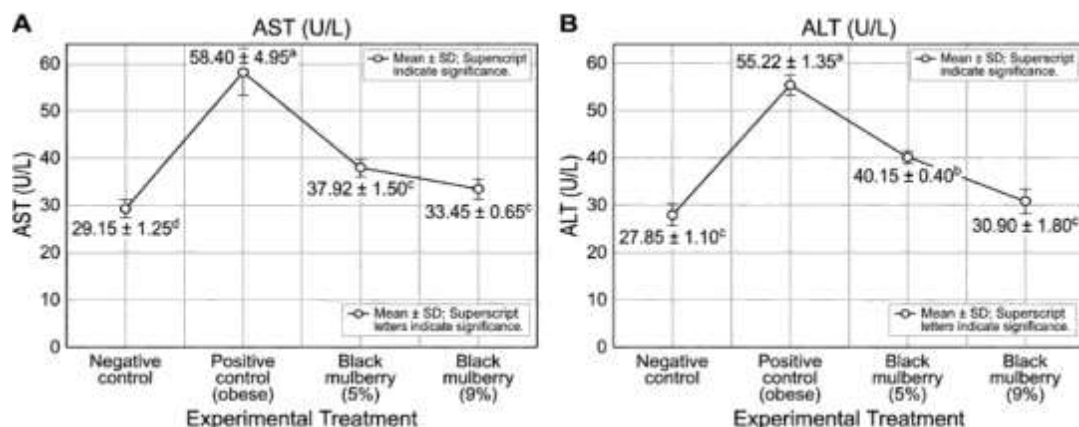 A
AST (U/L)
Mean ± SD; Superscript
indicate significance.
58.40 ± 4.95ᵃ
37.92 ± 1.50ᶜ
33.45 ± 0.65ᶜ
29.15 ± 1.25ᵈ
Mean ± SD; Superscript
letters indicate significance.
AST (U/L)
60
50
40
30
20
10
0
Negative
control
Positive
control
(obese)
Black
mulberry
(5%)
Black
mulberry
(9%)
Experimental Treatment
B
ALT (U/L)
Mean ± SD; Superscript
indicate significance.
55.22 ± 1.35ᵃ
40.15 ± 0.40ᵇ
30.90 ± 1.80ᶜ
27.85 ± 1.10ᶜ
Mean ± SD; Superscript
letters indicate significance.
ALT (U/L)
60
50
40
30
20
10
0
Negative control
Positive
control
(obese)
Black
mulberry
(5%)
Black
mulberry
(9%)
Experimental Treatment